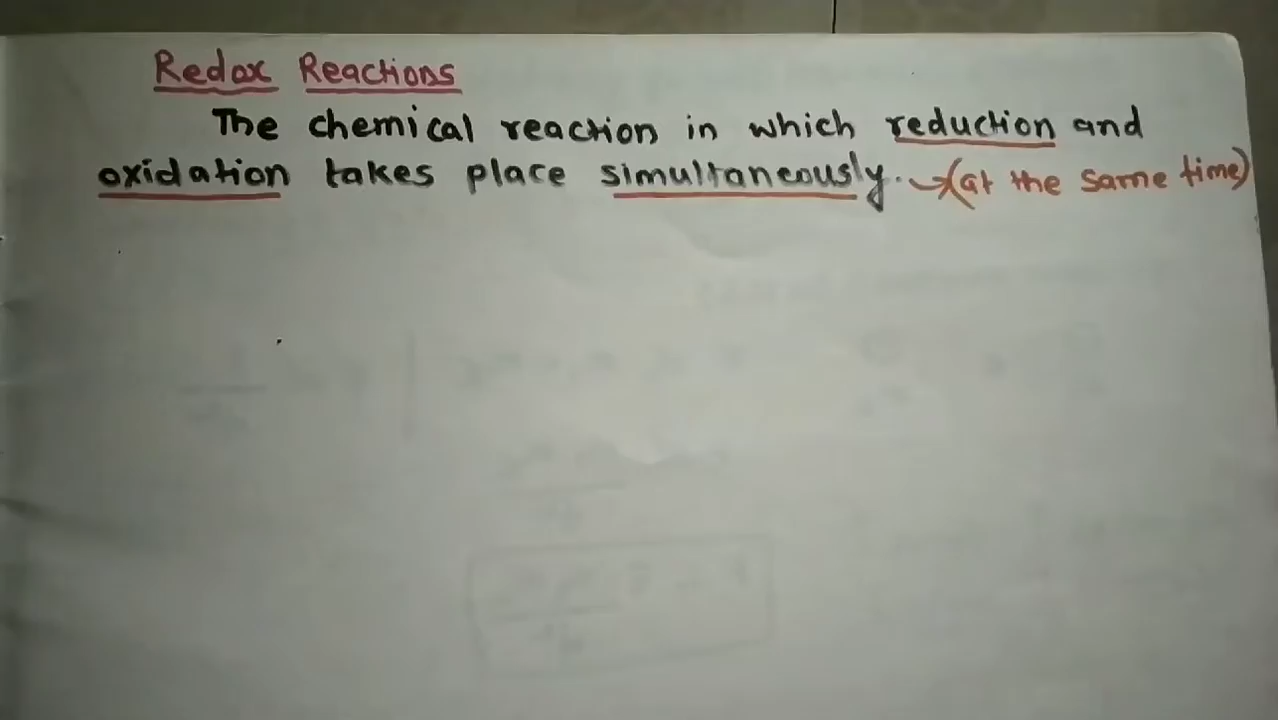 Redox Reactions
The chemical reaction in which reduction and
oxidation takes place simultaneously. (at the same time)